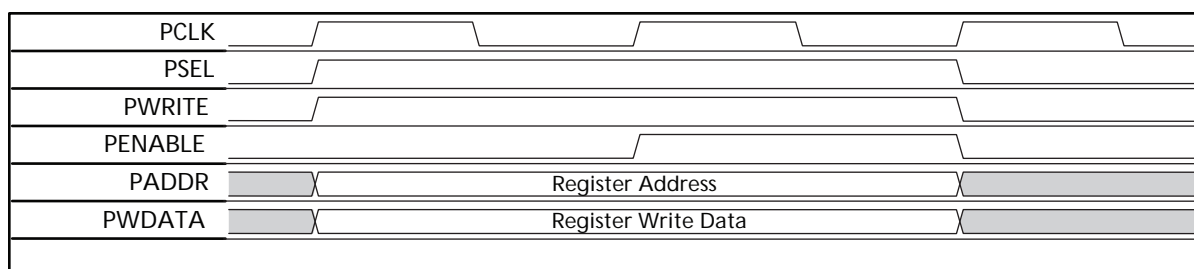 PCLK
PSEL
PWRITE
PENABLE
PADDR Register Address
PWDATA Register Write Data